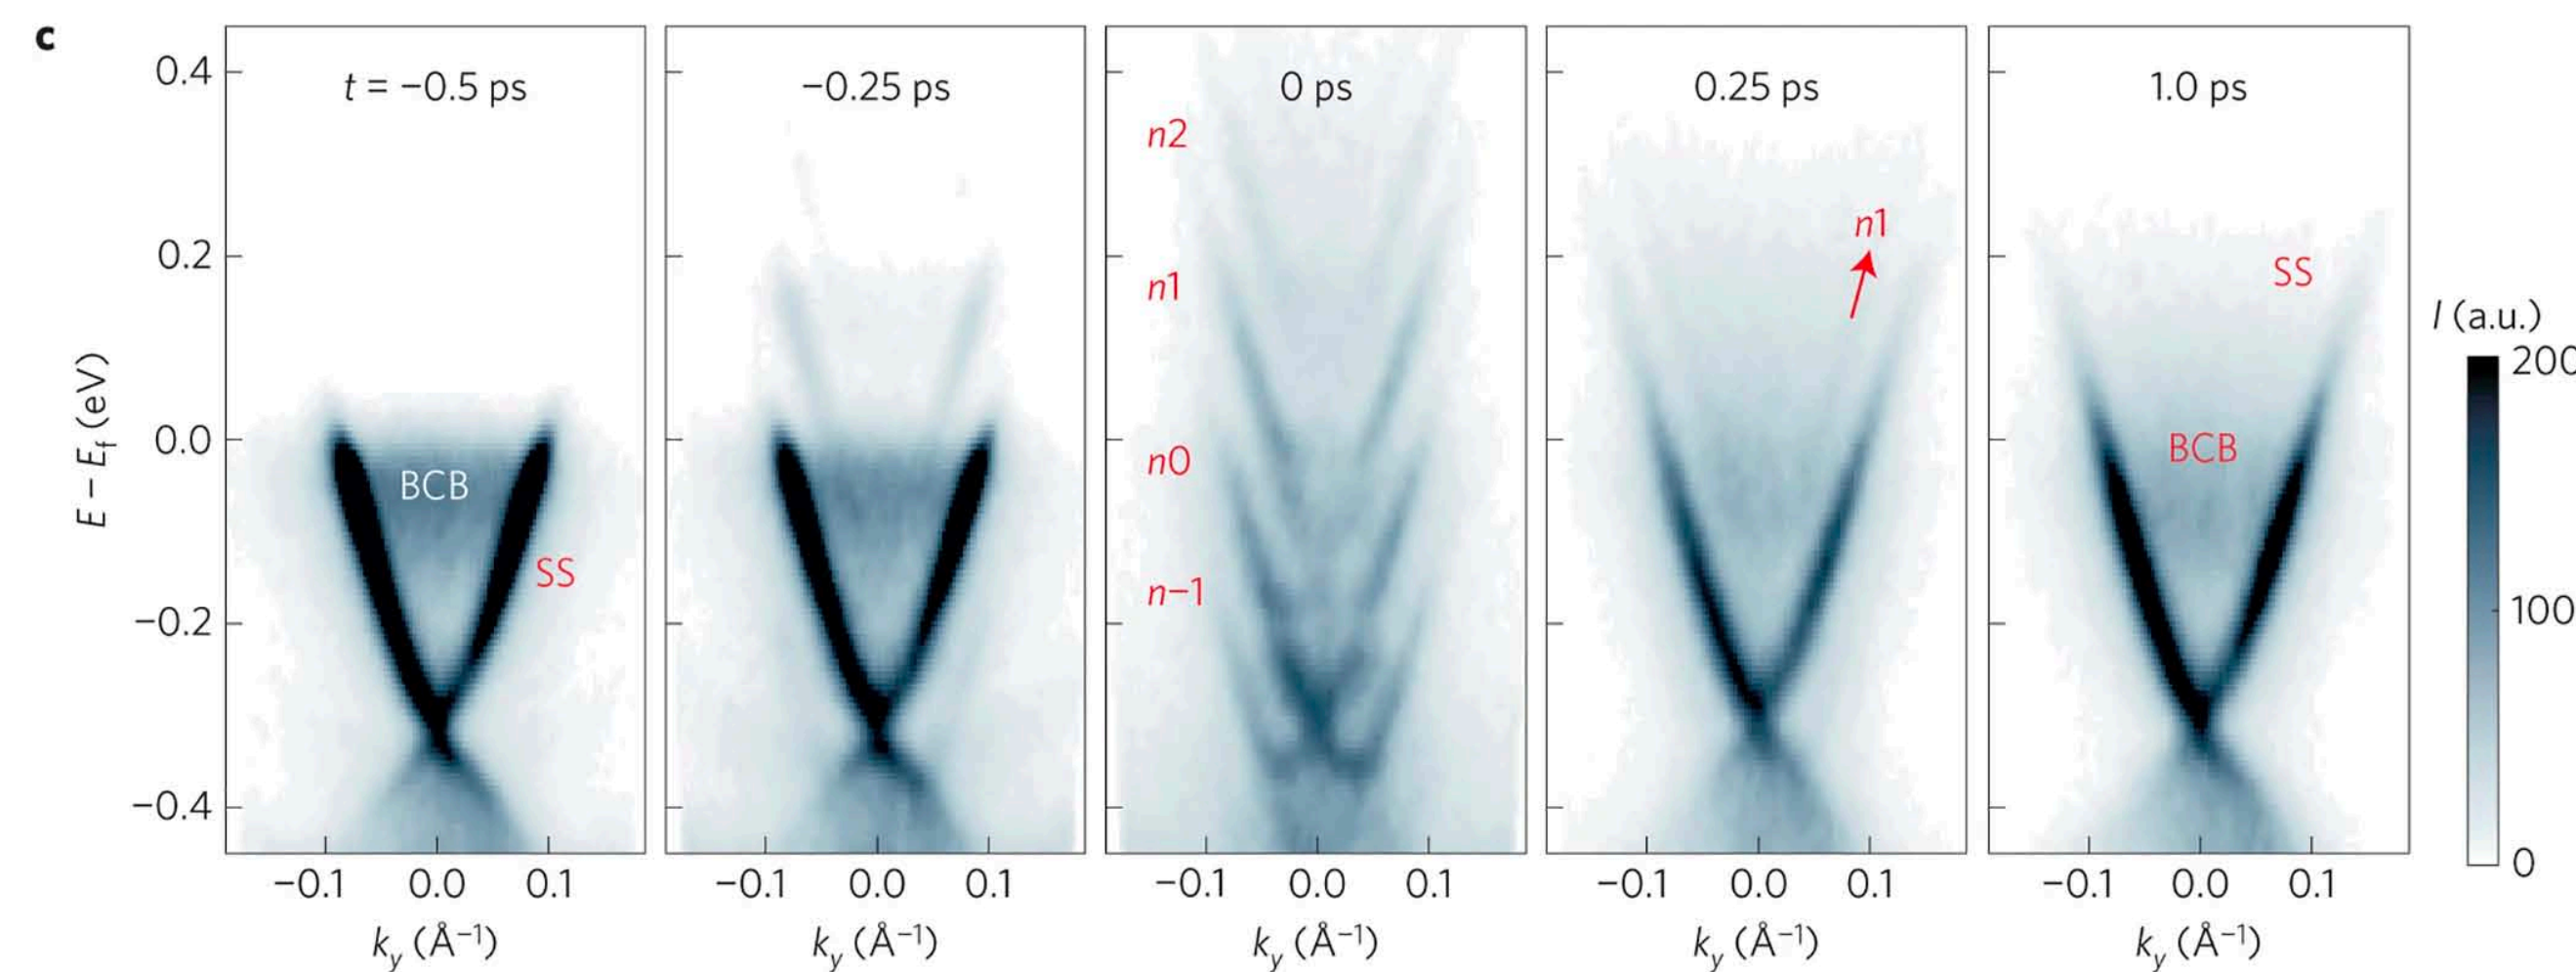 c
t = −0.5 ps
−0.25 ps
0 ps
0.25 ps
1.0 ps
0.4
0.2
0.0
−0.2
−0.4
E − Ef (eV)
BCB
SS
n2
n1
n0
n−1
n1
SS
BCB
I (a.u.)
200
100
0
−0.1 0.0 0.1
−0.1 0.0 0.1
−0.1 0.0 0.1
−0.1 0.0 0.1
−0.1 0.0 0.1
ky (Å−1)
ky (Å−1)
ky (Å−1)
ky (Å−1)
ky (Å−1)